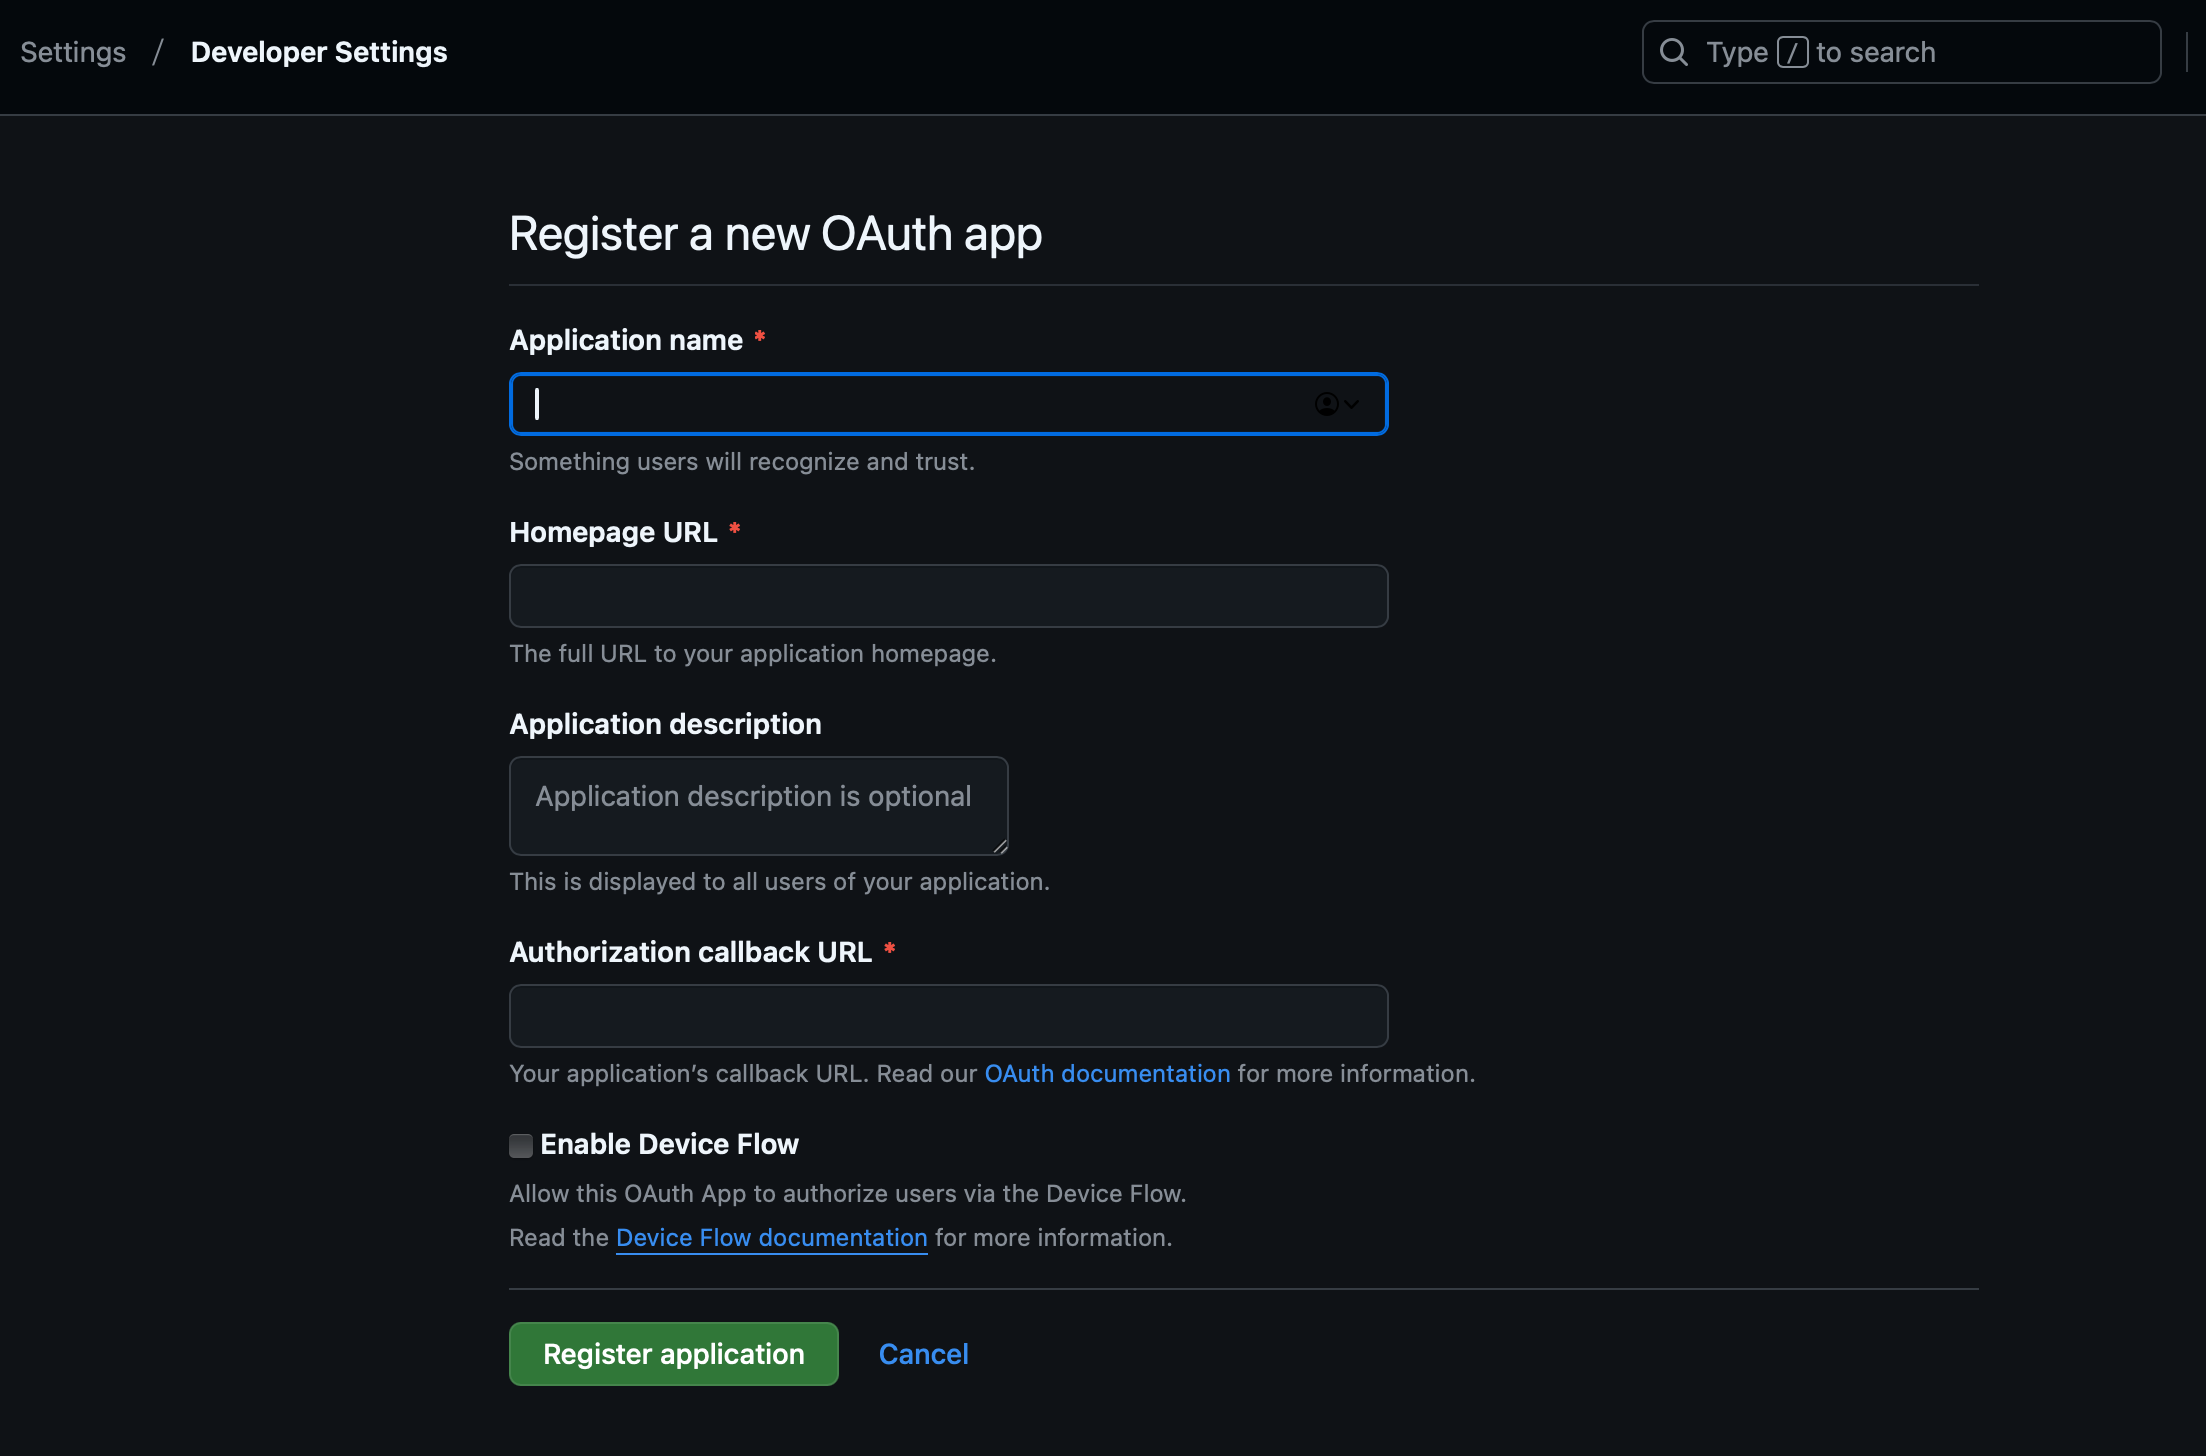 Settings / Developer Settings
Type / to search
Register a new OAuth app
Application name *
Something users will recognize and trust.
Homepage URL *
The full URL to your application homepage.
Application description
Application description is optional
This is displayed to all users of your application.
Authorization callback URL *
Your application’s callback URL. Read our OAuth documentation for more information.
Enable Device Flow
Allow this OAuth App to authorize users via the Device Flow.
Read the Device Flow documentation for more information.
Register application Cancel